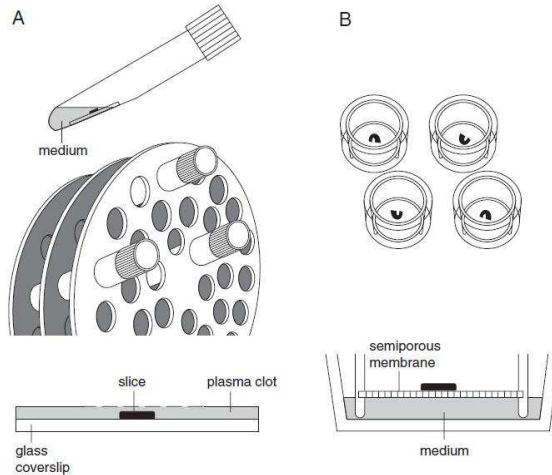 A
medium
slice
plasma clot
glass
coverslip
B
semiporous
membrane
medium